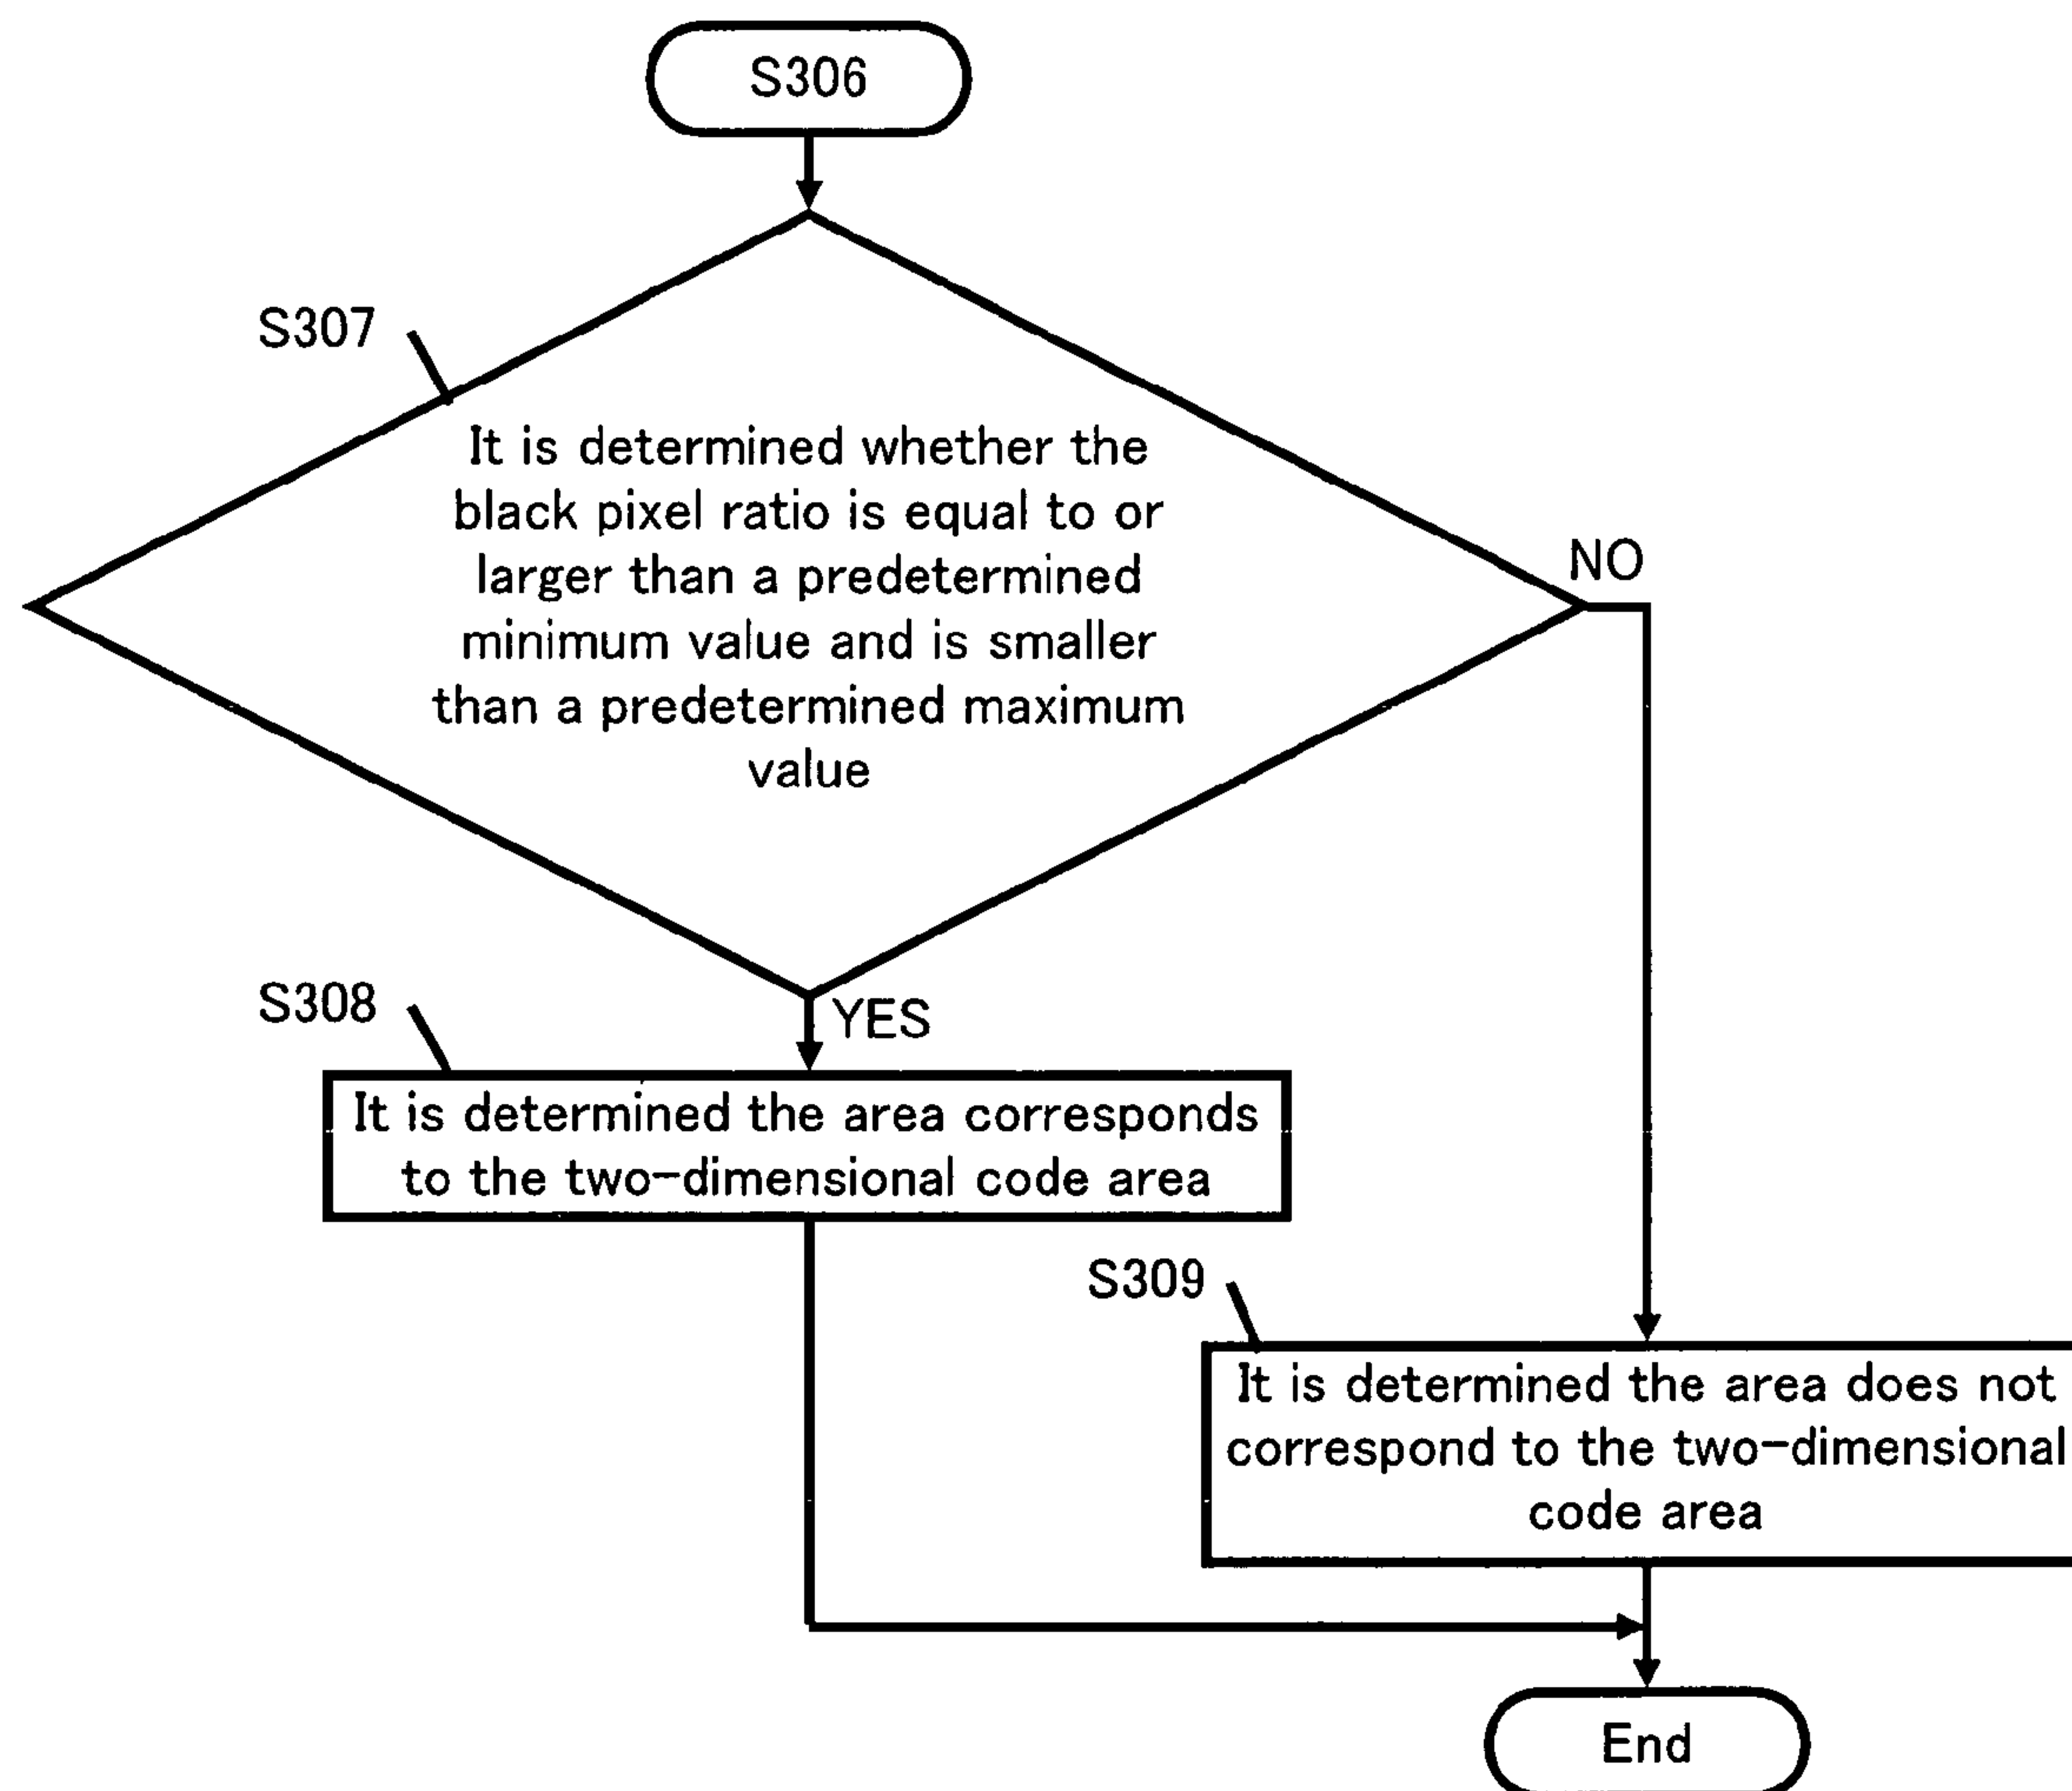 S306
S307
It is determined whether the
black pixel ratio is equal to or
larger than a predetermined
minimum value and is smaller
than a predetermined maximum
value
NO
YES
S308
It is determined the area corresponds
to the two-dimensional code area
S309
It is determined the area does not
correspond to the two-dimensional
code area
End